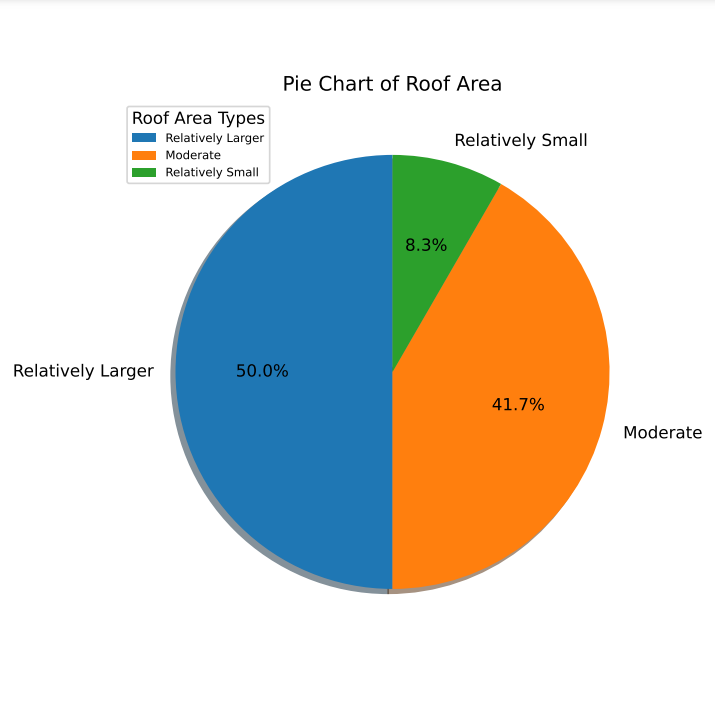 Pie Chart of Roof Area
Roof Area Types
Relatively Larger
Moderate
Relatively Small
Relatively Small
8.3%
Relatively Larger
50.0%
41.7%
Moderate